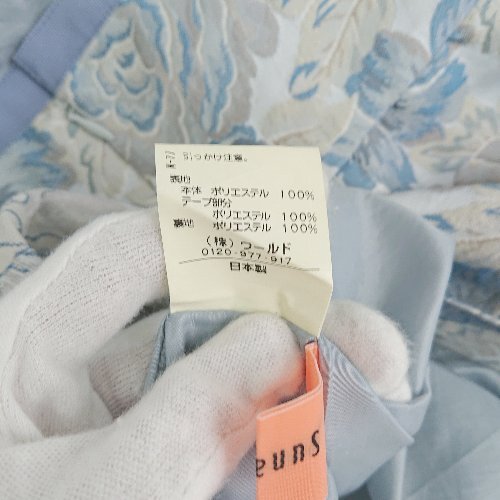 W-77 引っかけ注意。
表地
本体 ポリエステル 100%
テープ部分
ポリエステル 100%
裏地 ポリエステル 100%
(株)ワールド
0120-977-917
日本製
eunS